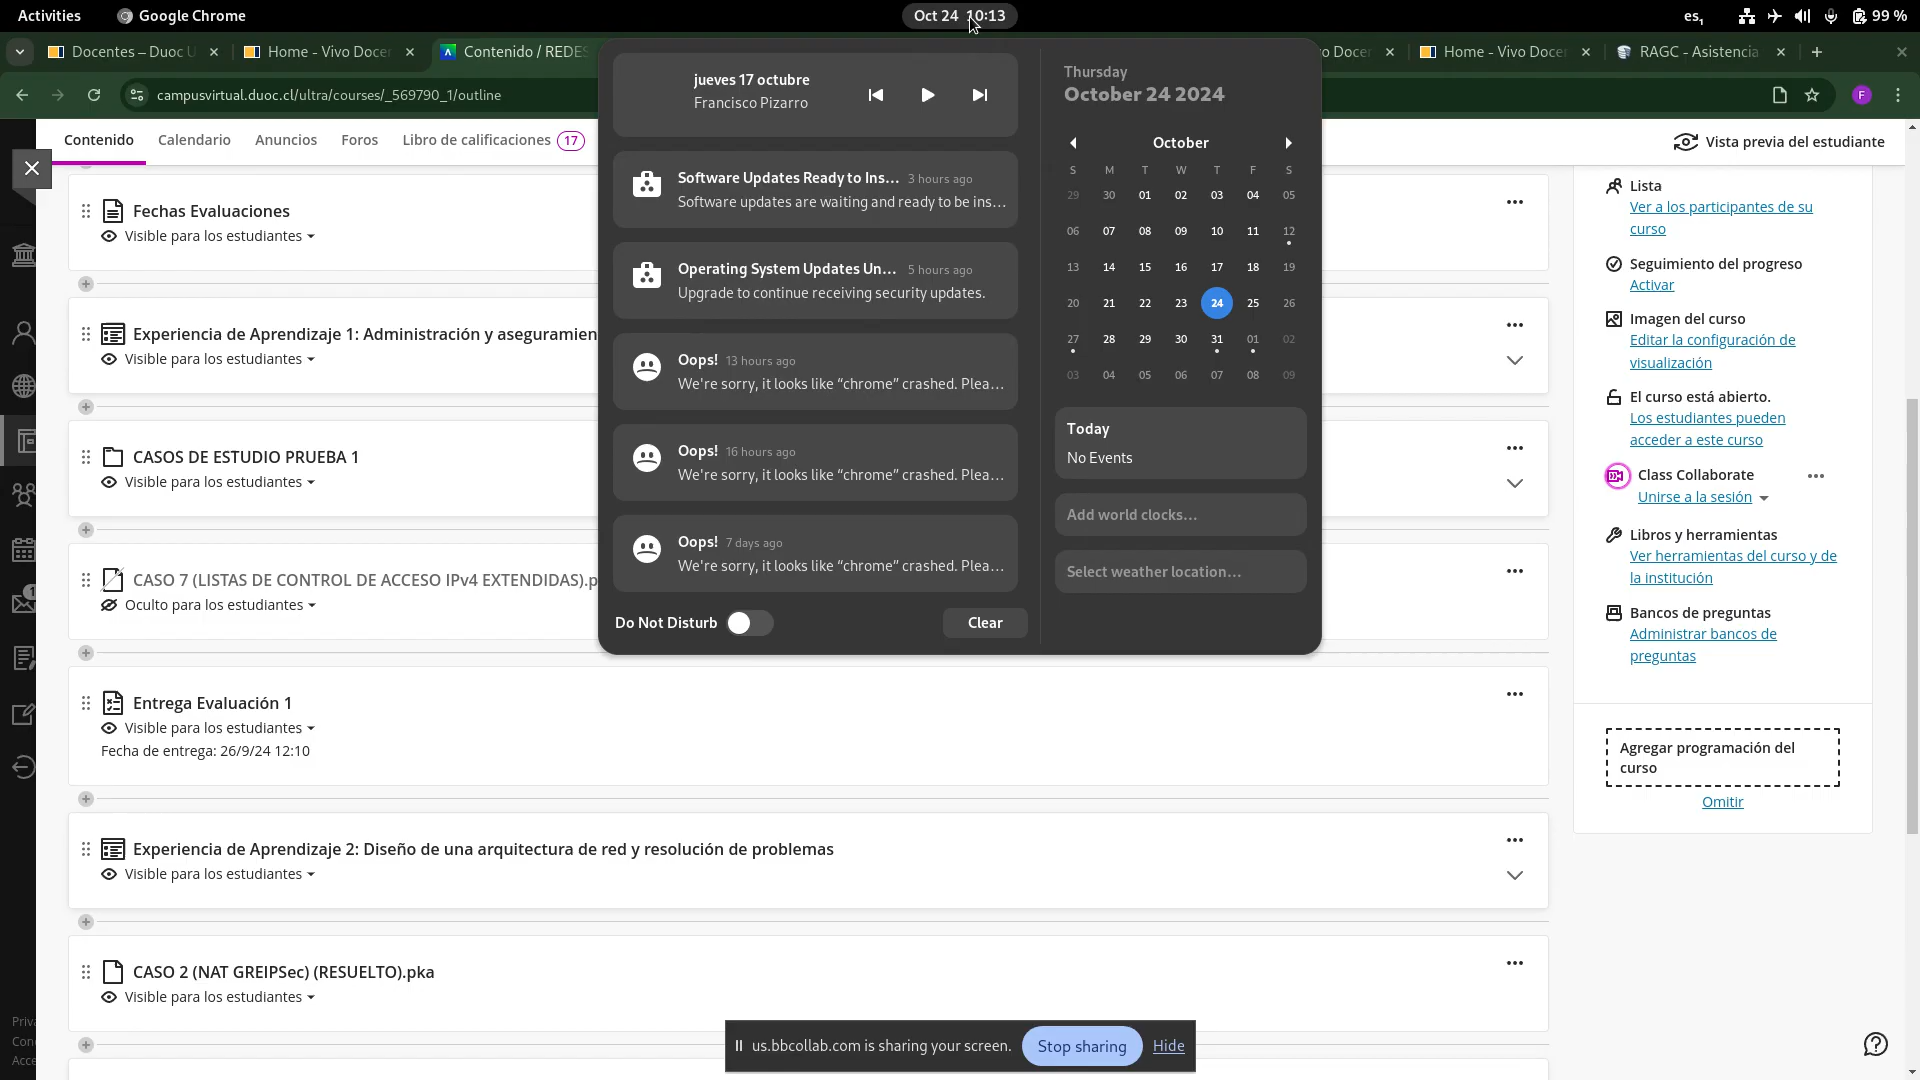 Activities
Google Chrome
Oct 24 10:13
es₁
99 %
Docentes – Duoc U
Home - Vivo Docen
Contenido / REDES
vo Docen
Home - Vivo Docen
RAGC - Asistencia
campusvirtual.duoc.cl/ultra/courses/_569790_1/outline
F
Contenido
Calendario
Anuncios
Foros
Libro de calificaciones 17
Vista previa del estudiante
Fechas Evaluaciones
Visible para los estudiantes
Experiencia de Aprendizaje 1: Administración y aseguramien
Visible para los estudiantes
CASOS DE ESTUDIO PRUEBA 1
Visible para los estudiantes
CASO 7 (LISTAS DE CONTROL DE ACCESO IPv4 EXTENDIDAS).p
Oculto para los estudiantes
Entrega Evaluación 1
Visible para los estudiantes
Fecha de entrega: 26/9/24 12:10
Experiencia de Aprendizaje 2: Diseño de una arquitectura de red y resolución de problemas
Visible para los estudiantes
CASO 2 (NAT GREIPSec) (RESUELTO).pka
Visible para los estudiantes
1
Priva
Cond
Acce
jueves 17 octubre
Francisco Pizarro
Software Updates Ready to Ins… 3 hours ago
Software updates are waiting and ready to be ins…
Operating System Updates Un… 5 hours ago
Upgrade to continue receiving security updates.
Oops! 13 hours ago
We're sorry, it looks like “chrome” crashed. Plea…
Oops! 16 hours ago
We're sorry, it looks like “chrome” crashed. Plea…
Oops! 7 days ago
We're sorry, it looks like “chrome” crashed. Plea…
Do Not Disturb
Clear
Thursday
October 24 2024
October
S M T W T F S
29 30 01 02 03 04 05
06 07 08 09 10 11 12
13 14 15 16 17 18 19
20 21 22 23 24 25 26
27 28 29 30 31 01 02
03 04 05 06 07 08 09
Today
No Events
Add world clocks…
Select weather location…
Lista
Ver a los participantes de su
curso
Seguimiento del progreso
Activar
Imagen del curso
Editar la configuración de
visualización
El curso está abierto.
Los estudiantes pueden
acceder a este curso
Class Collaborate
Unirse a la sesión
Libros y herramientas
Ver herramientas del curso y de
la institución
Bancos de preguntas
Administrar bancos de
preguntas
Agregar programación del
curso
Omitir
us.bbcollab.com is sharing your screen.
Stop sharing
Hide